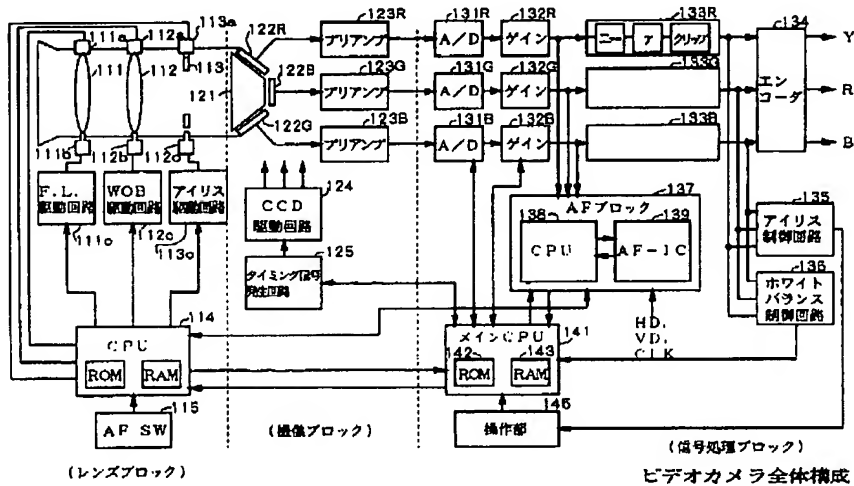 113a
111a
112a
122R
123R
131R
132R
133R
134
プリアンプ
A/D
ゲイン
ニー
γ
クリップ
Y
111
112
113
122B
123G
131G
132G
133G
121
プリアンプ
A/D
ゲイン
エンコーダ
R
122G
123B
131B
132B
133B
プリアンプ
A/D
ゲイン
B
111b
112b
112d
F.L.
駆動回路
WOB
駆動回路
アイリス
駆動回路
124
CCD
駆動回路
137
AFブロック
138
139
CPU
AF-IC
135
アイリス
制御回路
111c
112c
113c
125
タイミング信号
発生回路
136
ホワイト
バランス
制御回路
114
CPU
ROM
RAM
メインCPU
141
142
143
ROM
RAM
HD,
VD,
CLK
115
AF SW
145
操作部
(レンズブロック)
(撮像ブロック)
(信号処理ブロック)
ビデオカメラ全体構成